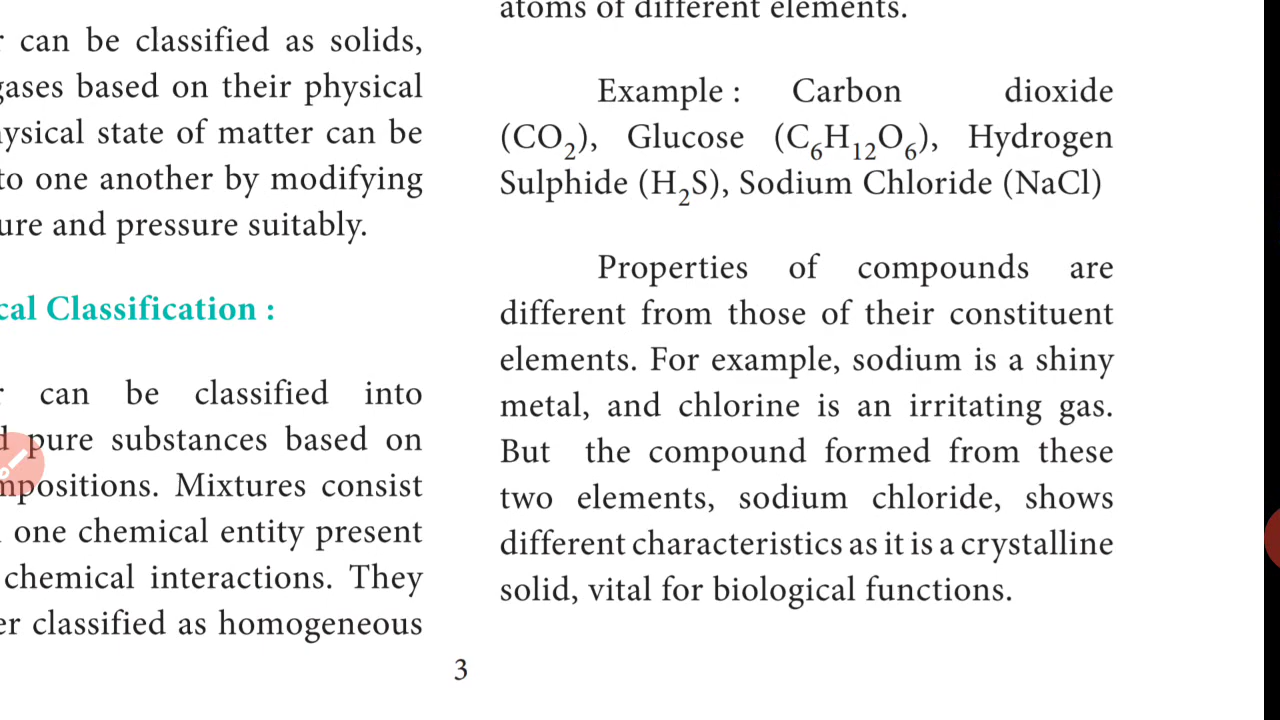 can be classified as solids,
gases based on their physical
physical state of matter can be
to one another by modifying
and pressure suitably.
Classification :
can be classified into
pure substances based on
Mixtures consist
one chemical entity present
chemical interactions. They
classified as homogeneous
atoms of different elements.
Example : Carbon dioxide
(CO₂), Glucose (C₆H₁₂O₆), Hydrogen
Sulphide (H₂S), Sodium Chloride (NaCl)
Properties of compounds are
different from those of their constituent
elements. For example, sodium is a shiny
metal, and chlorine is an irritating gas.
But the compound formed from these
two elements, sodium chloride, shows
different characteristics as it is a crystalline
solid, vital for biological functions.
3